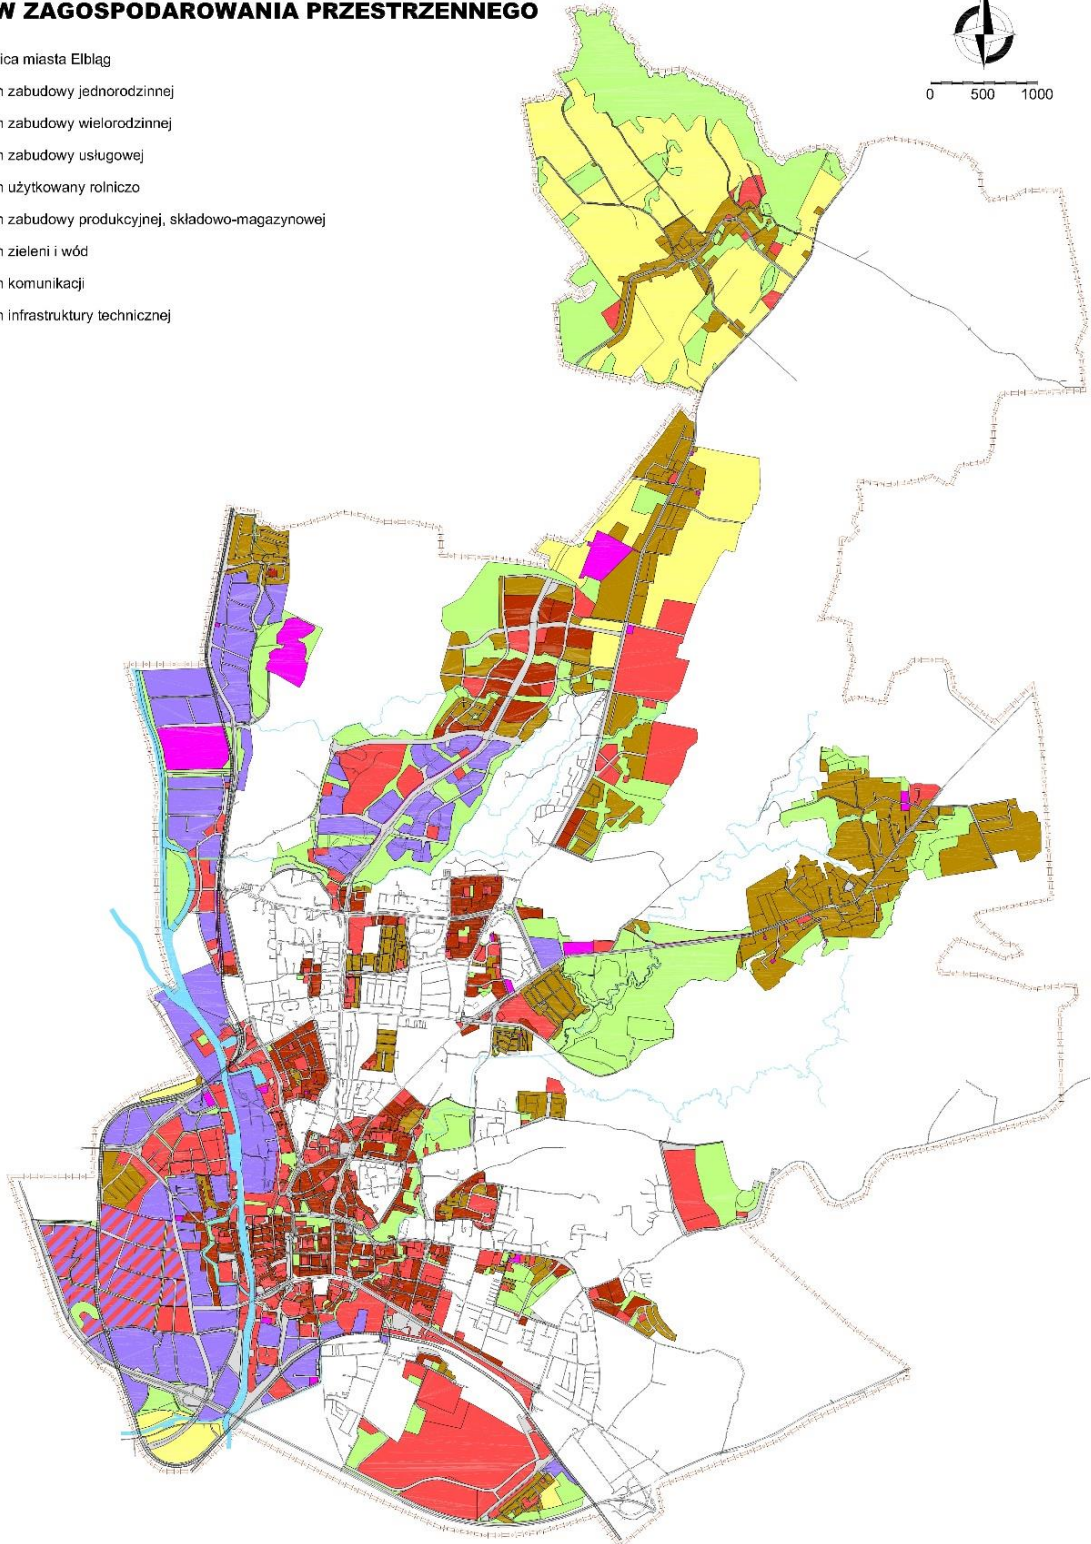 W ZAGOSPODAROWANIA PRZESTRZENNEGO
ica miasta Elbląg
zabudowy jednorodzinnej
zabudowy wielorodzinnej
zabudowy usługowej
użytkowany rolniczo
zabudowy produkcyjnej, składowo-magazynowej
zieleni i wód
komunikacji
infrastruktury technicznej
0 500 1000